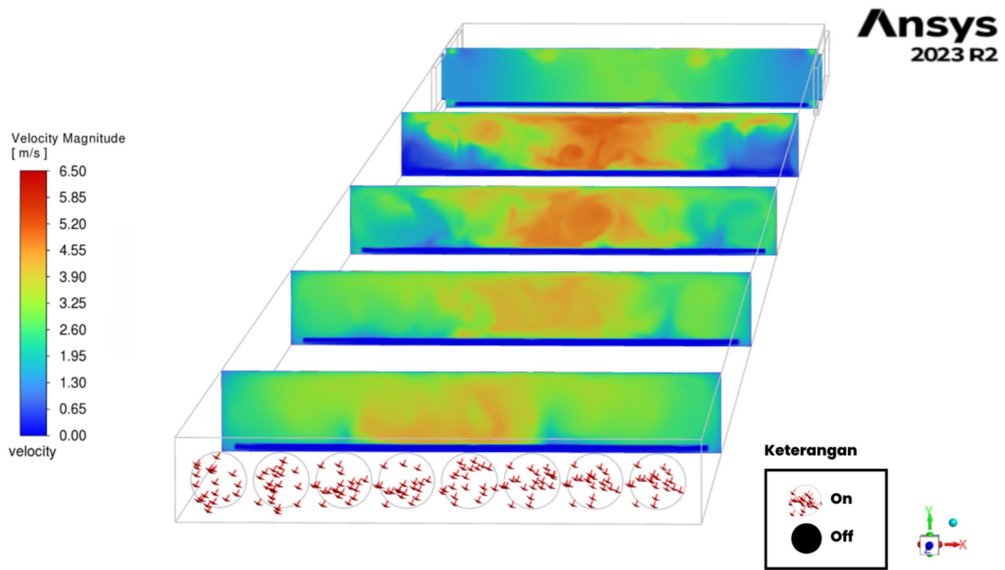 Ansys
2023 R2
Velocity Magnitude
[ m/s ]
6.50
5.85
5.20
4.55
3.90
3.25
2.60
1.95
1.30
0.65
0.00
velocity
Keterangan
On
Off
Y
X